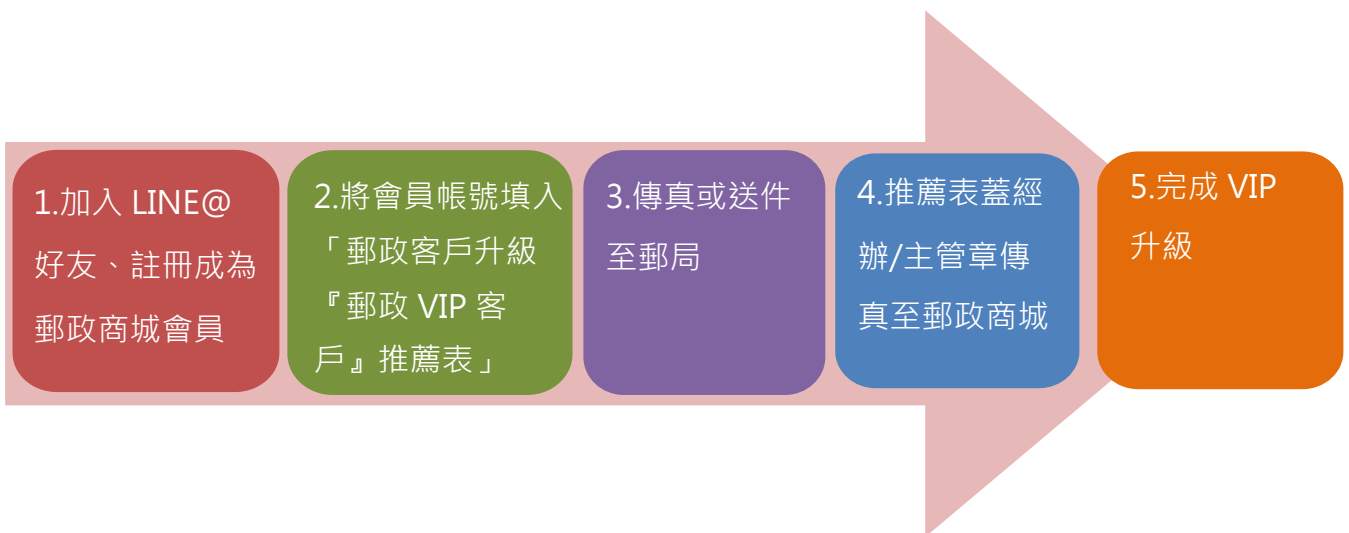 1.加入 LINE@
好友、註冊成為
郵政商城會員
2.將會員帳號填入
「郵政客戶升級
『郵政 VIP 客
戶』推薦表」
3.傳真或送件
至郵局
4.推薦表蓋經
辦/主管章傳
真至郵政商城
5.完成 VIP
升級